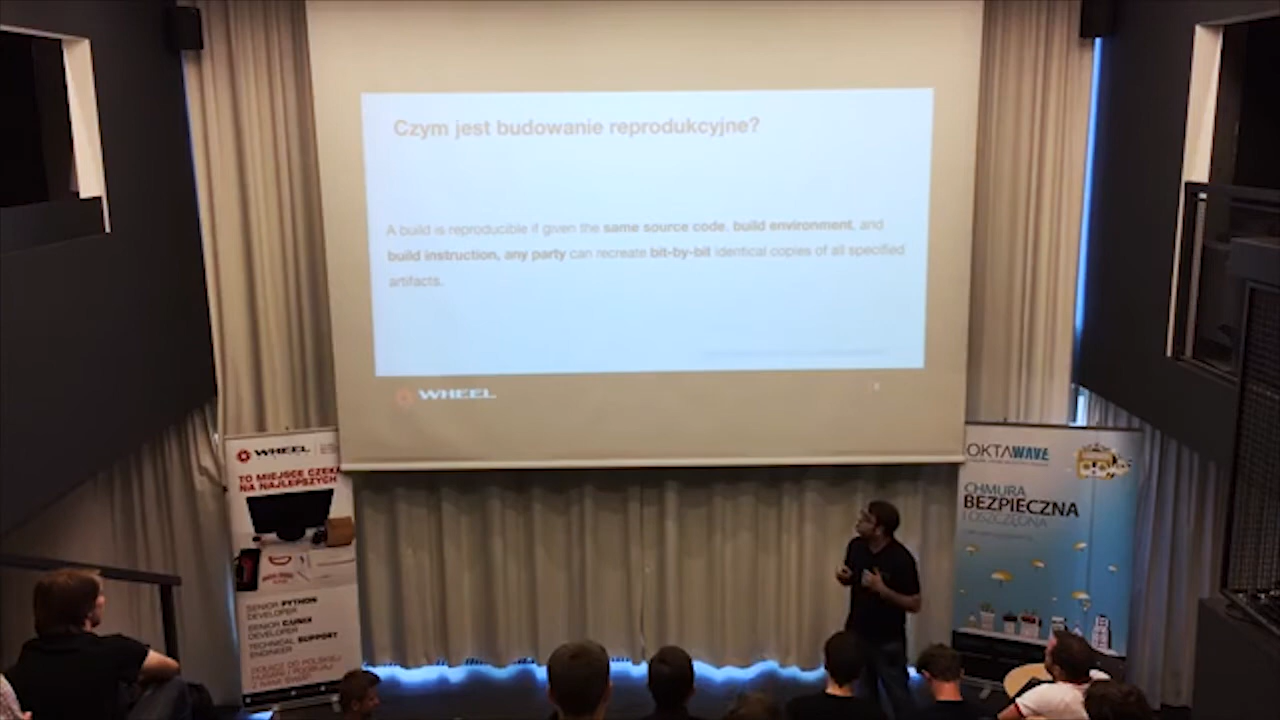 Czym jest budowanie reprodukcyjne?
A build is reproducible if given the same source code, build environment, and
build instruction, any party can recreate bit-by-bit identical copies of all specified
artifacts.
WHEEL
WHEEL
TO MIEJSCE CZEKA
NA NAJLEPSZYCH
SENIOR PYTHON
DEVELOPER
SENIOR C/UNIX
DEVELOPER
TECHNICAL SUPPORT
ENGINEER
OKTAWAVE
CHMURA
BEZPIECZNA
I OSZCZĘDNA